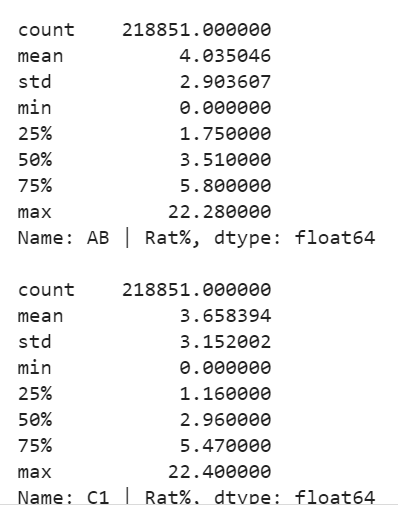 count    218851.000000
mean          4.035046
std           2.903607
min           0.000000
25%           1.750000
50%           3.510000
75%           5.800000
max          22.280000
Name: AB | Rat%, dtype: float64

count    218851.000000
mean          3.658394
std           3.152002
min           0.000000
25%           1.160000
50%           2.960000
75%           5.470000
max          22.400000
Name: C1 | Rat%, dtype: float64